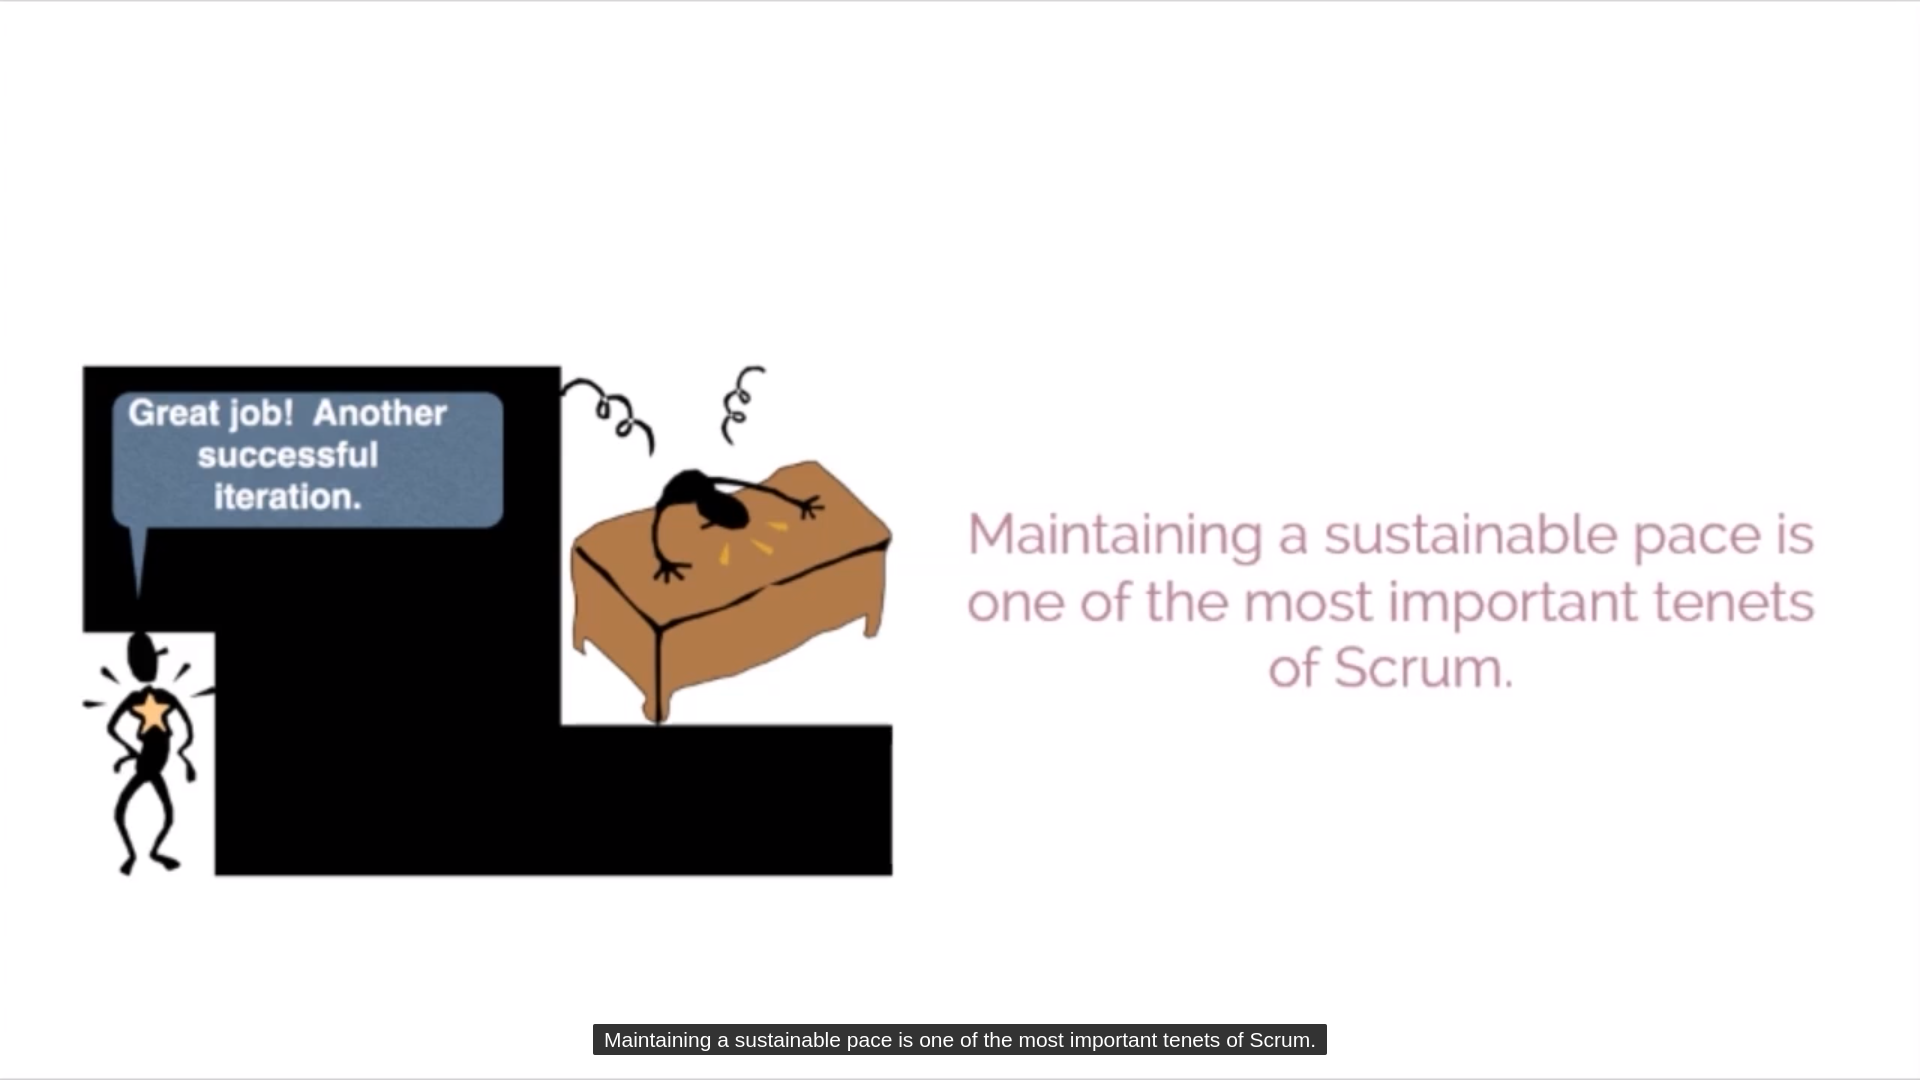 Great job!  Another
successful
iteration.
Maintaining a sustainable pace is
one of the most important tenets
of Scrum.
Maintaining a sustainable pace is one of the most important tenets of Scrum.